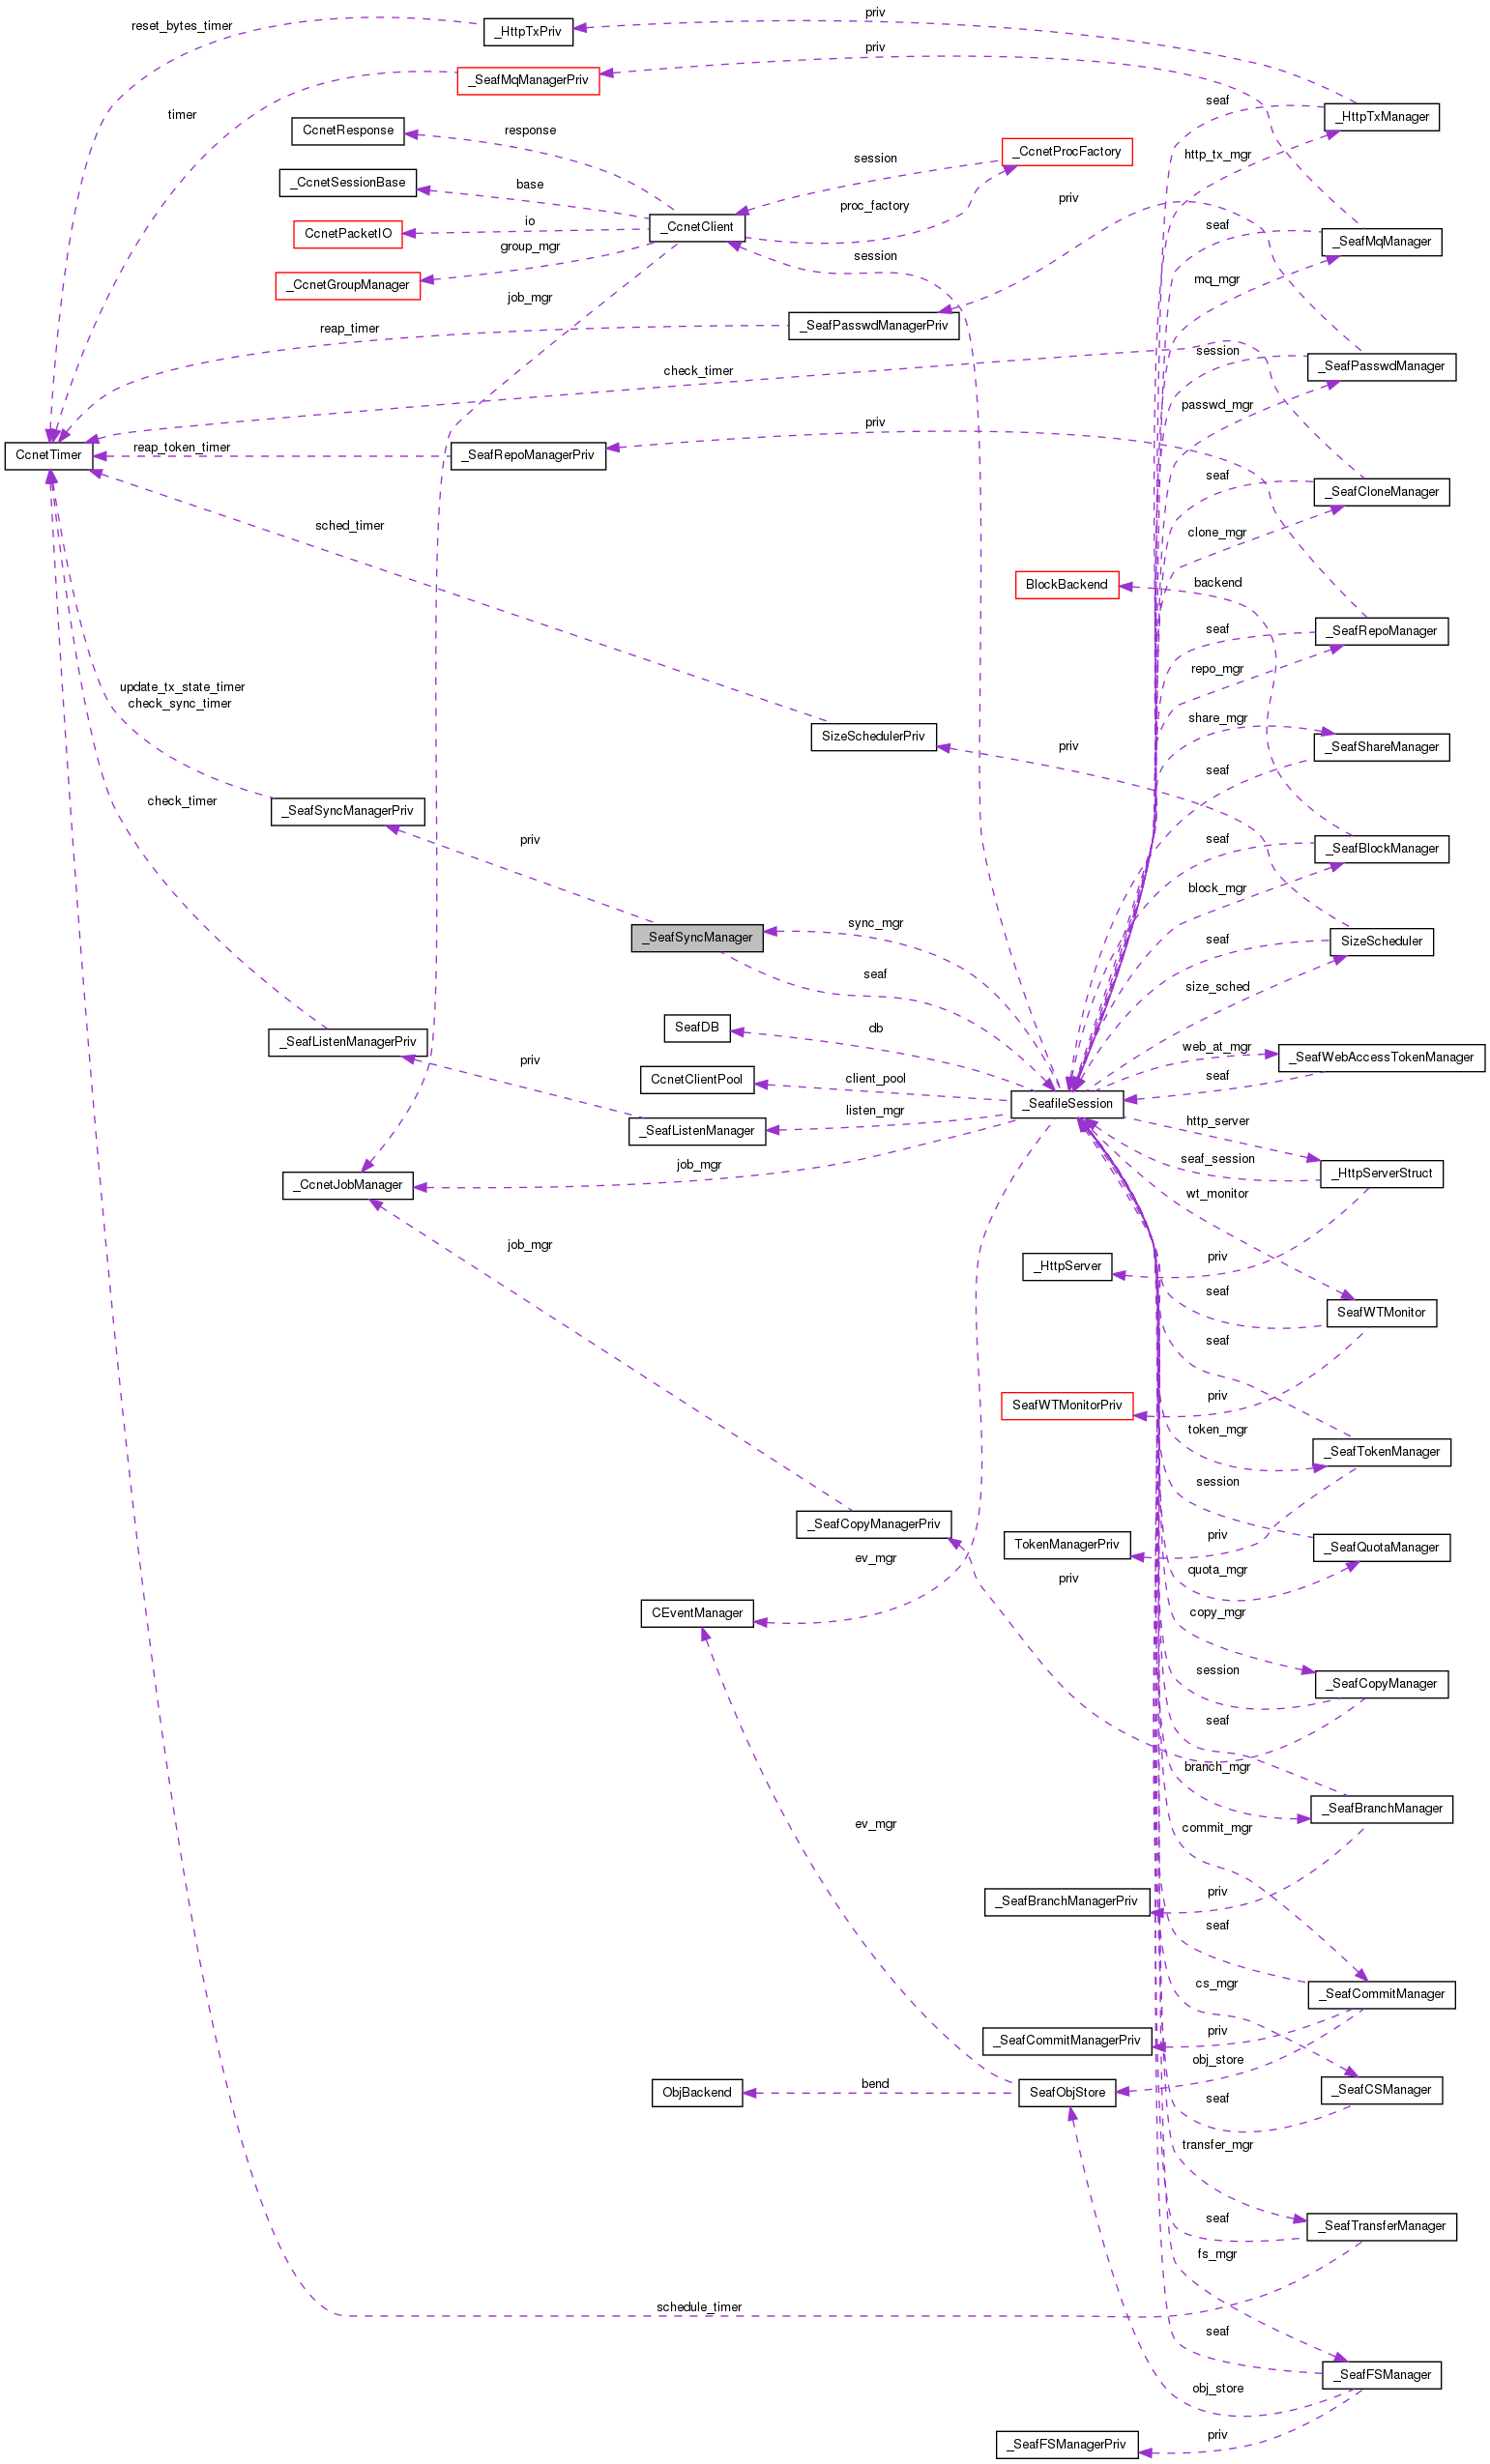 reset_bytes_timer
_HttpTxPriv
priv
priv
_SeafMqManagerPriv
timer
seaf
_HttpTxManager
CcnetResponse
response
session
_CcnetProcFactory
http_tx_mgr
_CcnetSessionBase
base
proc_factory
priv
CcnetPacketIO
io
_CcnetClient
seaf
_SeafMqManager
group_mgr
session
_CcnetGroupManager
mq_mgr
job_mgr
reap_timer
_SeafPasswdManagerPriv
session
check_timer
_SeafPasswdManager
passwd_mgr
priv
CcnetTimer
reap_token_timer
_SeafRepoManagerPriv
seaf
_SeafCloneManager
sched_timer
clone_mgr
BlockBackend
backend
seaf
_SeafRepoManager
repo_mgr
update_tx_state_timer
check_sync_timer
share_mgr
SizeSchedulerPriv
priv
_SeafShareManager
seaf
check_timer
_SeafSyncManagerPriv
priv
seaf
_SeafBlockManager
block_mgr
_SeafSyncManager
sync_mgr
seaf
SizeScheduler
seaf
size_sched
_SeafListenManagerPriv
SeafDB
db
web_at_mgr
_SeafWebAccessTokenManager
priv
CcnetClientPool
client_pool
seaf
_SeafileSession
_SeafListenManager
listen_mgr
http_server
job_mgr
seaf_session
_HttpServerStruct
_CcnetJobManager
wt_monitor
job_mgr
_HttpServer
priv
seaf
SeafWTMonitor
seaf
SeafWTMonitorPriv
priv
token_mgr
_SeafTokenManager
session
_SeafCopyManagerPriv
TokenManagerPriv
priv
_SeafQuotaManager
ev_mgr
priv
quota_mgr
CEventManager
copy_mgr
session
_SeafCopyManager
seaf
branch_mgr
_SeafBranchManager
ev_mgr
commit_mgr
_SeafBranchManagerPriv
priv
seaf
cs_mgr
_SeafCommitManager
_SeafCommitManagerPriv
priv
obj_store
ObjBackend
bend
SeafObjStore
seaf
_SeafCSManager
transfer_mgr
seaf
_SeafTransferManager
fs_mgr
schedule_timer
seaf
_SeafFSManager
obj_store
_SeafFSManagerPriv
priv